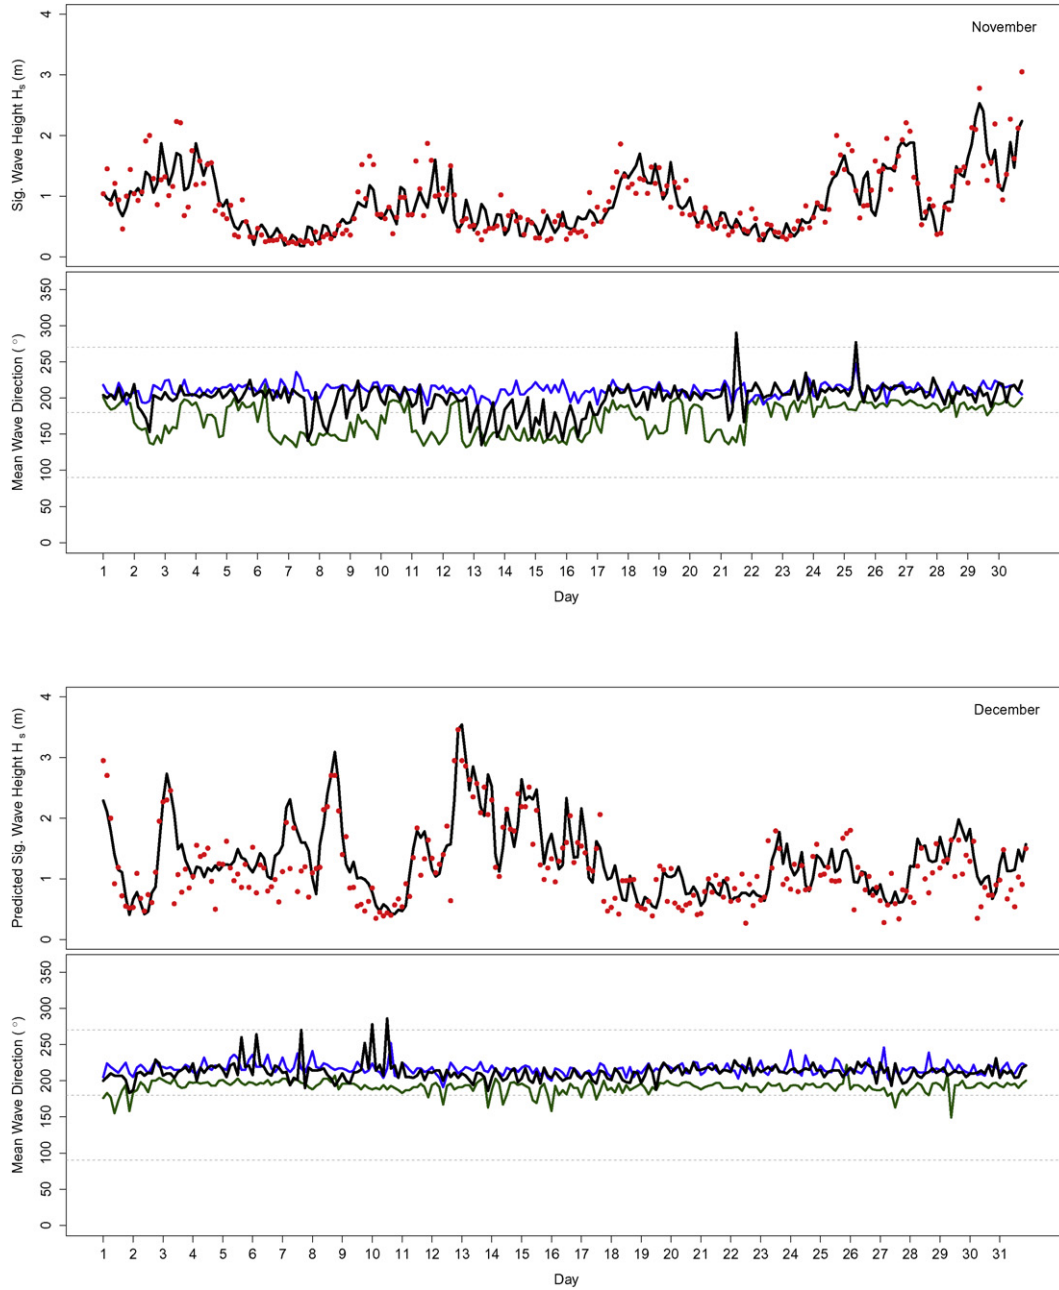 November
Sig. Wave Height Hs (m)
4
3
2
1
0
Mean Wave Direction ( °)
350
300
250
200
150
100
50
0
1 2 3 4 5 6 7 8 9 10 11 12 13 14 15 16 17 18 19 20 21 22 23 24 25 26 27 28 29 30
Day
December
Predicted Sig. Wave Height H s (m)
4
3
2
1
0
Mean Wave Direction ( °)
350
300
250
200
150
100
50
0
1 2 3 4 5 6 7 8 9 10 11 12 13 14 15 16 17 18 19 20 21 22 23 24 25 26 27 28 29 30 31
Day